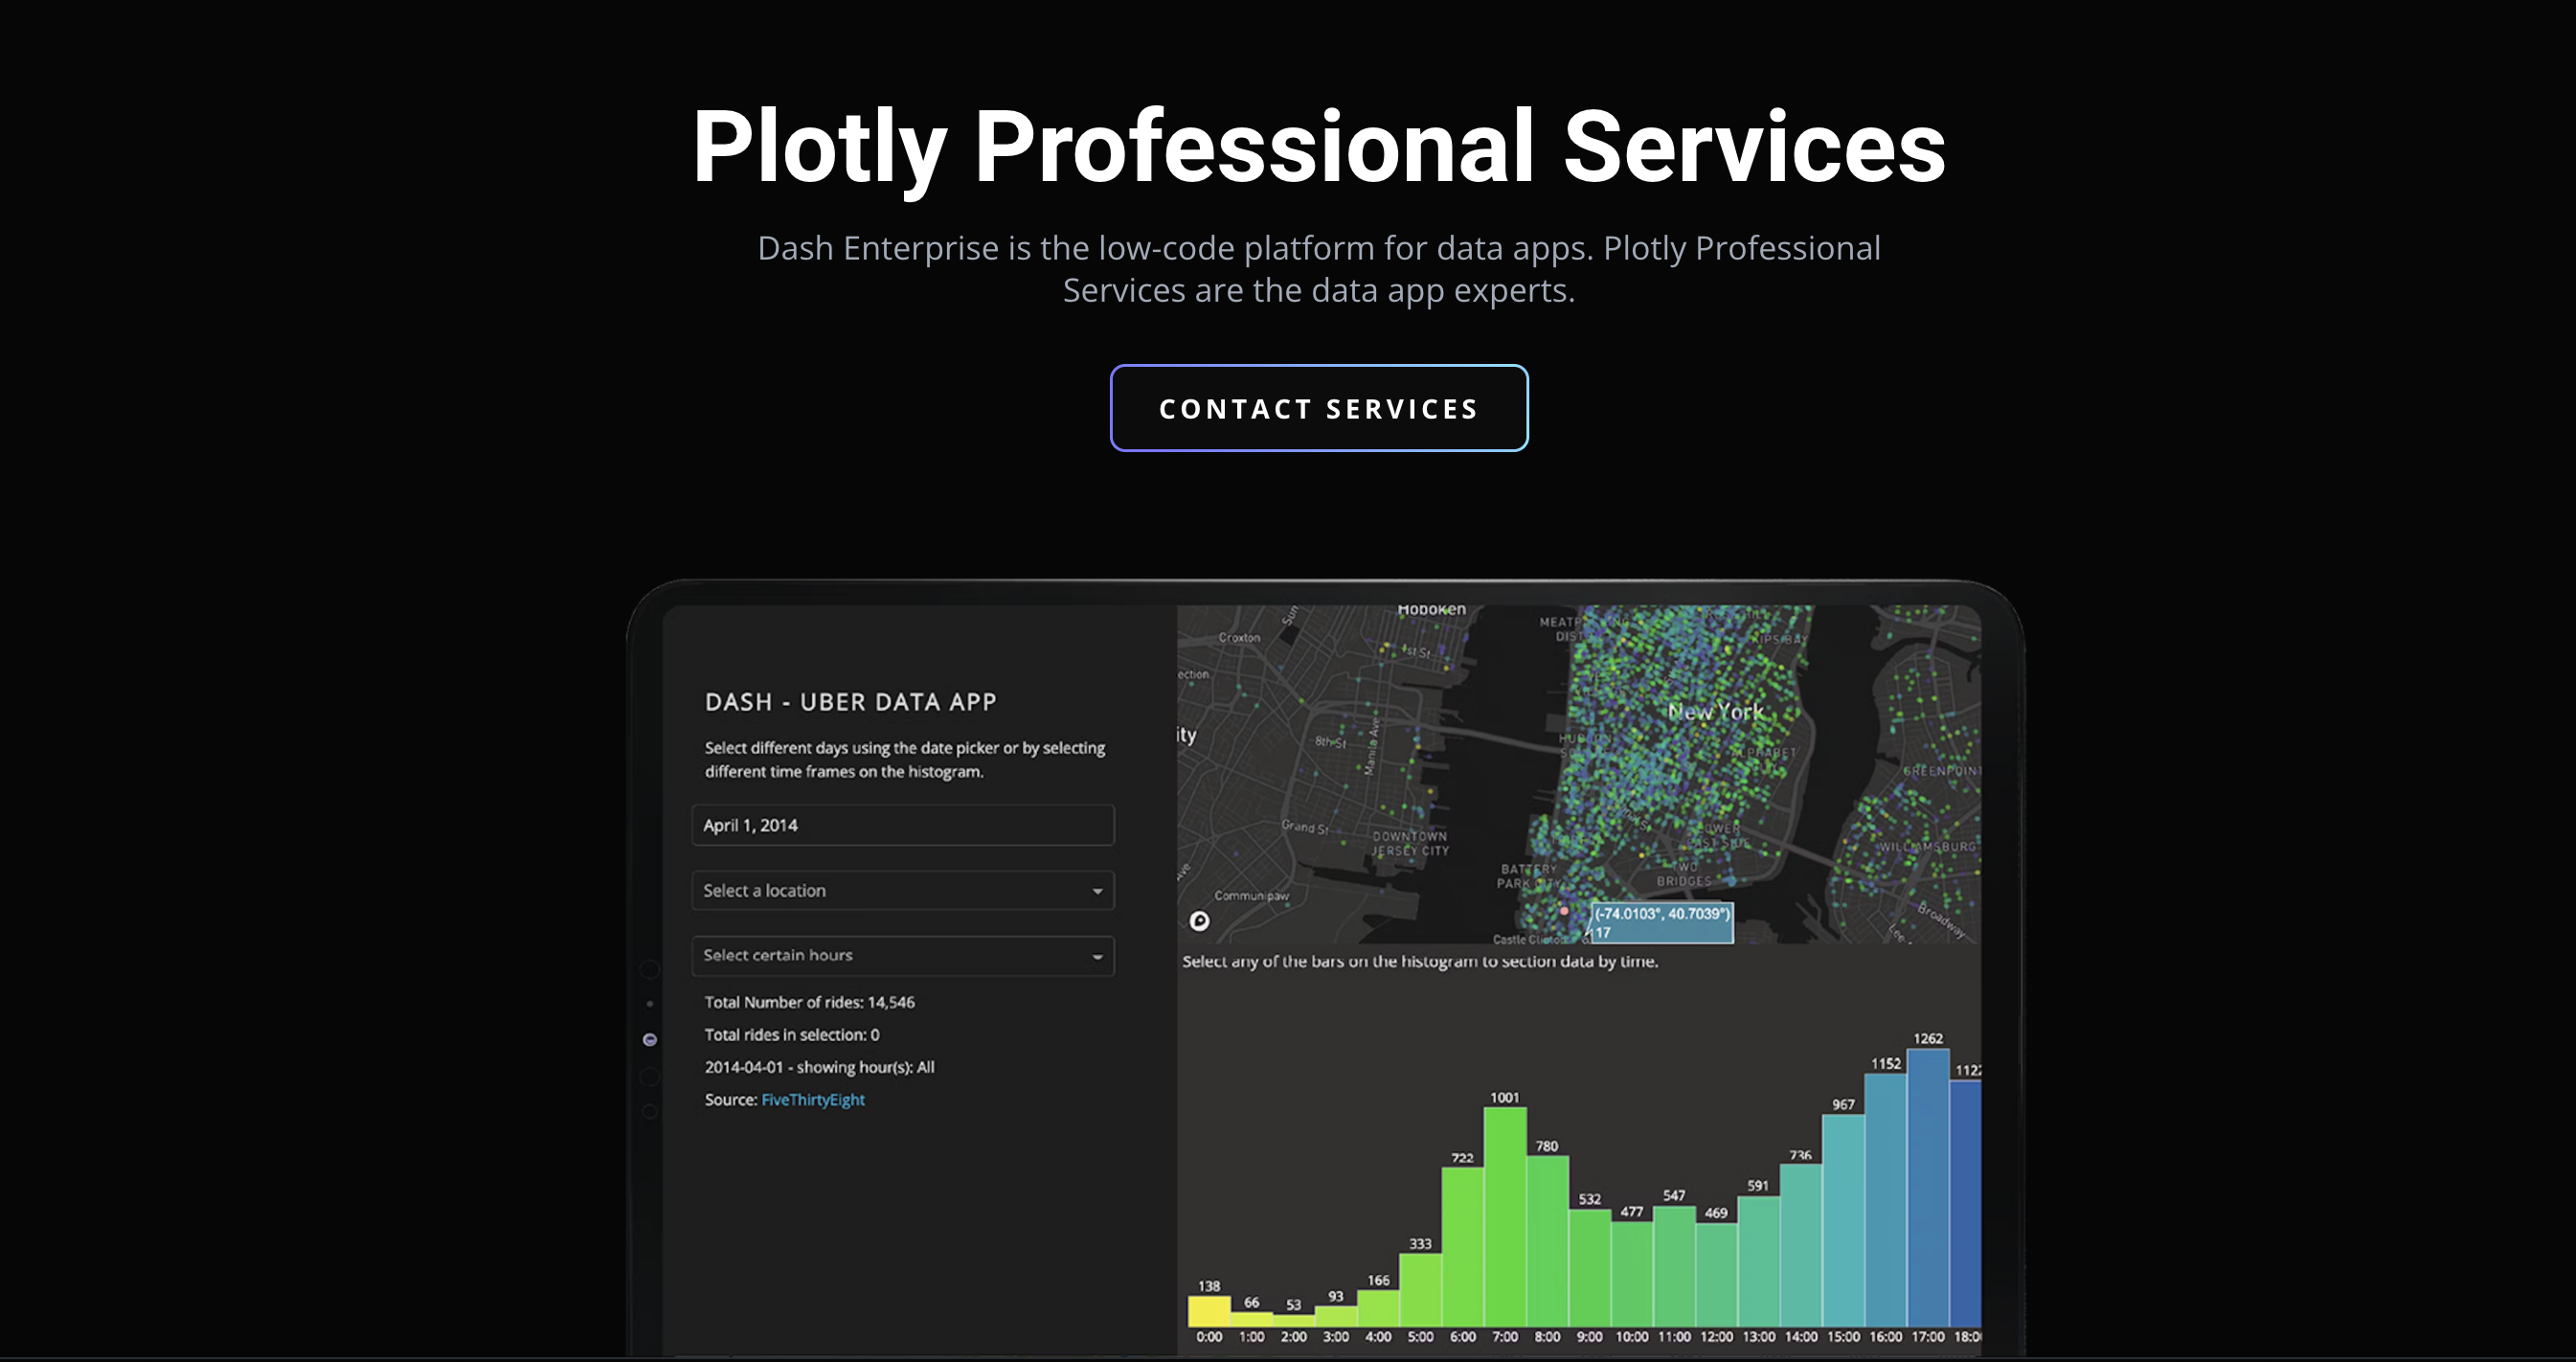 Plotly Professional Services
Dash Enterprise is the low-code platform for data apps. Plotly Professional
Services are the data app experts.
CONTACT SERVICES
DASH - UBER DATA APP
Select different days using the date picker or by selecting
different time frames on the histogram.
April 1, 2014
Select a location
Select certain hours
Total Number of rides: 14,546
Total rides in selection: 0
2014-04-01 - showing hour(s): All
Source: FiveThirtyEight
Hoboken
Croxton
1st St
KIPS BAY
New York
8th St
Manila Ave
ALPHABET
GREENPOINT
Grand St
DOWNTOWN
JERSEY CITY
LOWER
EAST SIDE
WILLIAMSBURG
BATTERY
PARK CITY
TWO
BRIDGES
Communipaw
Broadway
(-74.0103°, 40.7039°)
17
Castle Clinton
Select any of the bars on the histogram to section data by time.
138
66
53
93
166
333
722
1001
780
532
477
547
469
591
736
967
1152
1262
1122
0:00 1:00 2:00 3:00 4:00 5:00 6:00 7:00 8:00 9:00 10:00 11:00 12:00 13:00 14:00 15:00 16:00 17:00 18:00